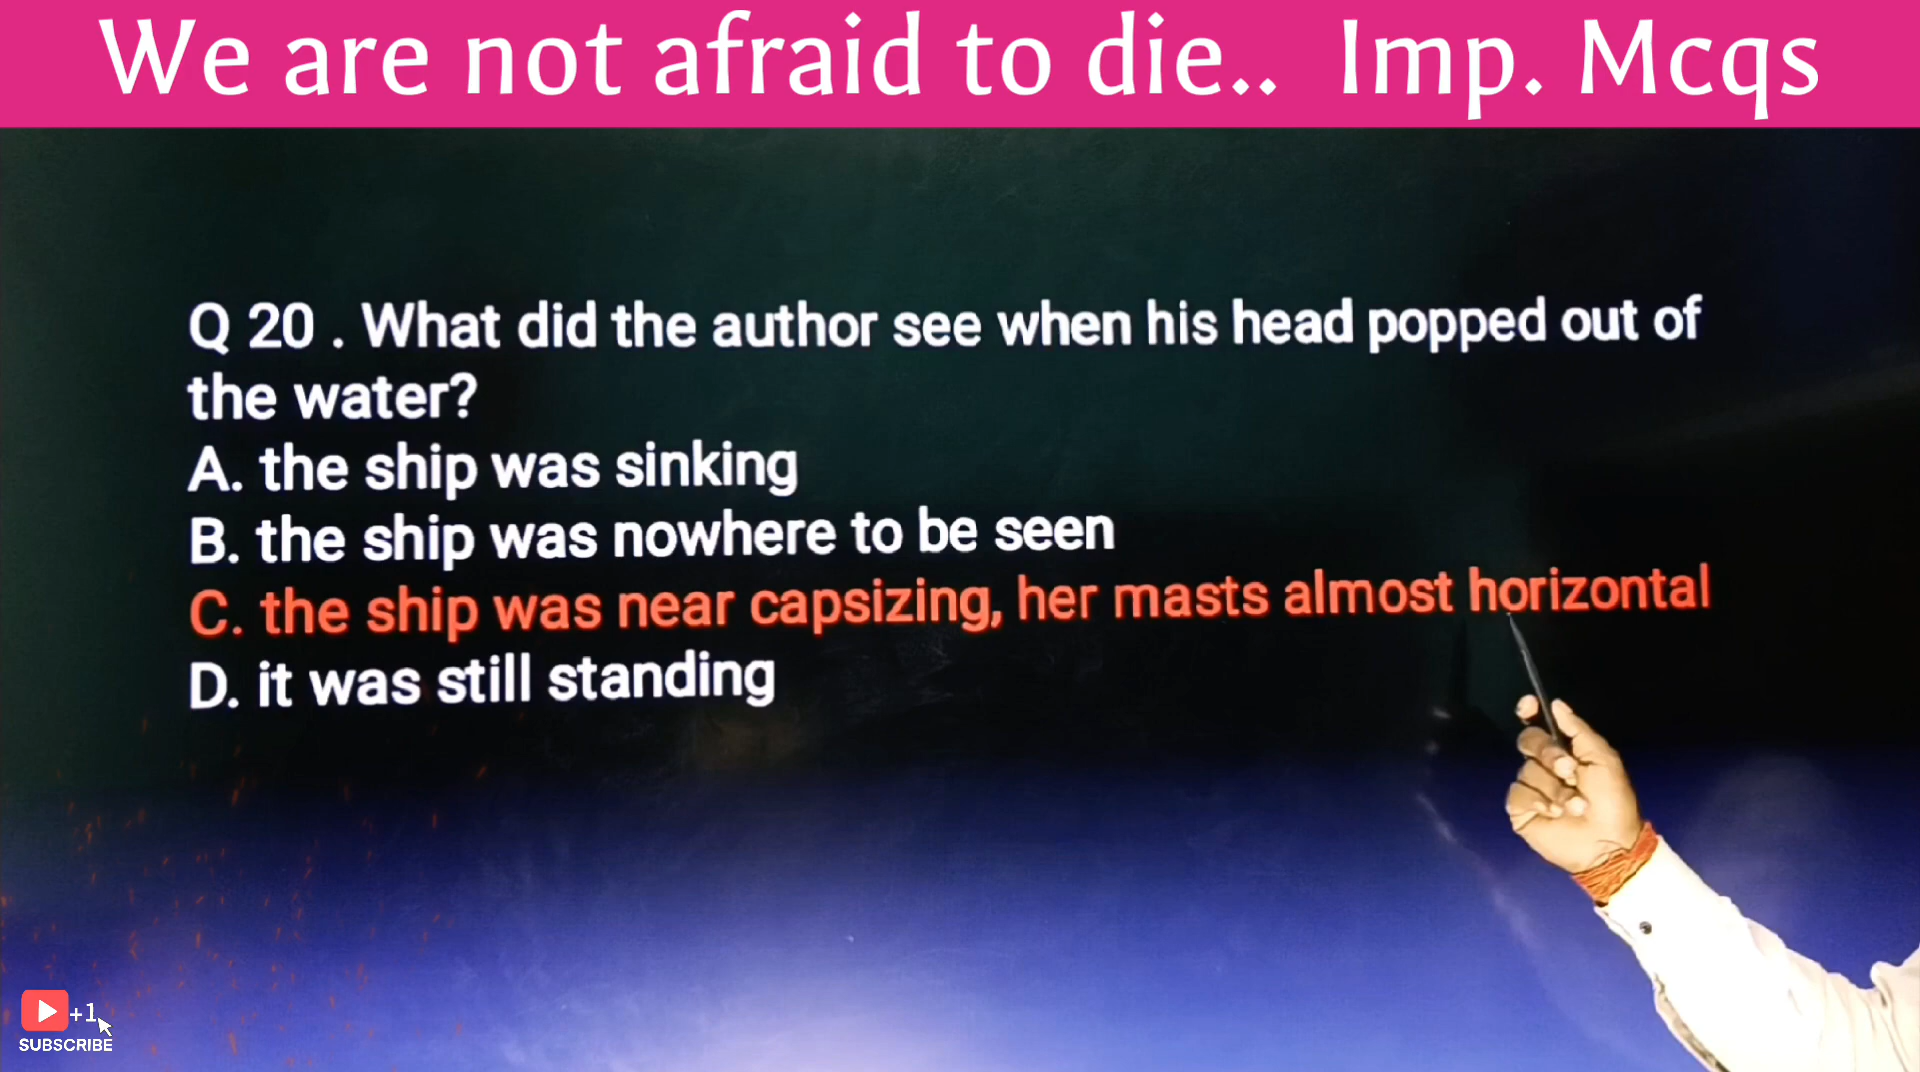 We are not afraid to die.. Imp. Mcqs
Q 20 . What did the author see when his head popped out of
the water?
A. the ship was sinking
B. the ship was nowhere to be seen
C. the ship was near capsizing, her masts almost horizontal
D. it was still standing
+1
SUBSCRIBE